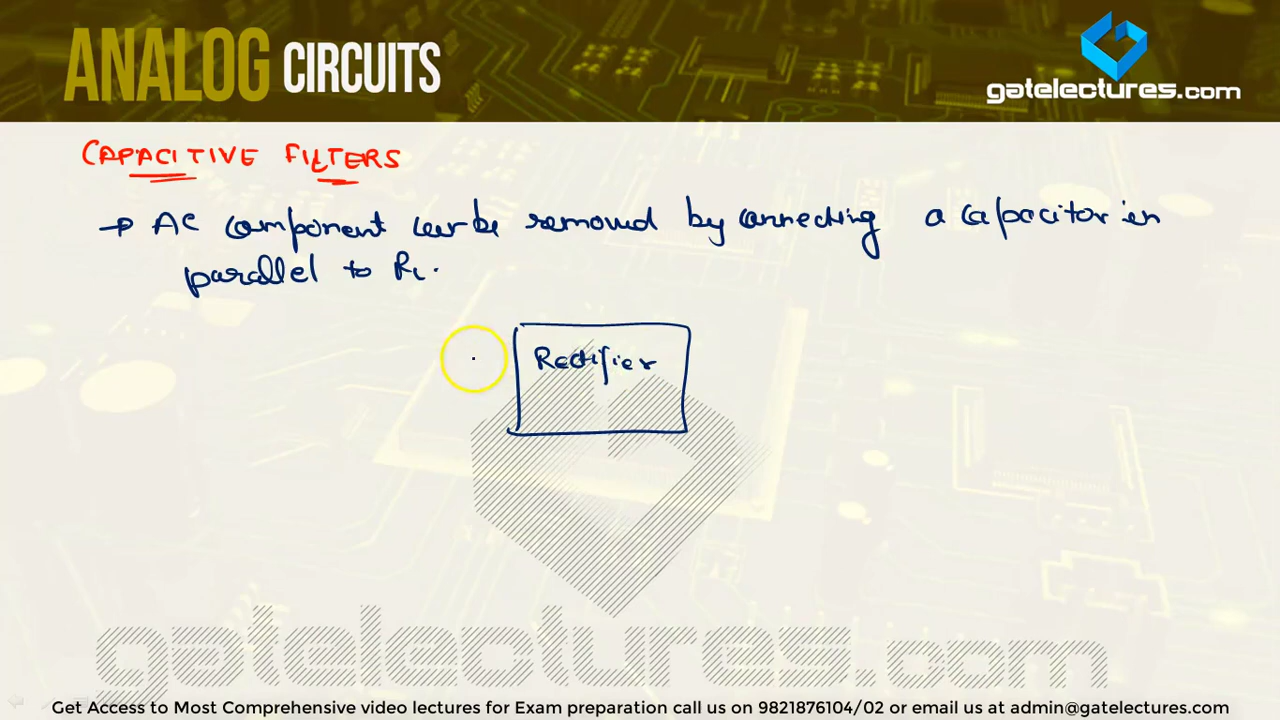 ANALOG CIRCUITS
gatelectures.com
CAPACITIVE FILTERS
→ AC component can be removed by connecting a capacitor in
parallel to RL.
Rectifier
gatelectures.com
Get Access to Most Comprehensive video lectures for Exam preparation call us on 9821876104/02 or email us at admin@gatelectures.com